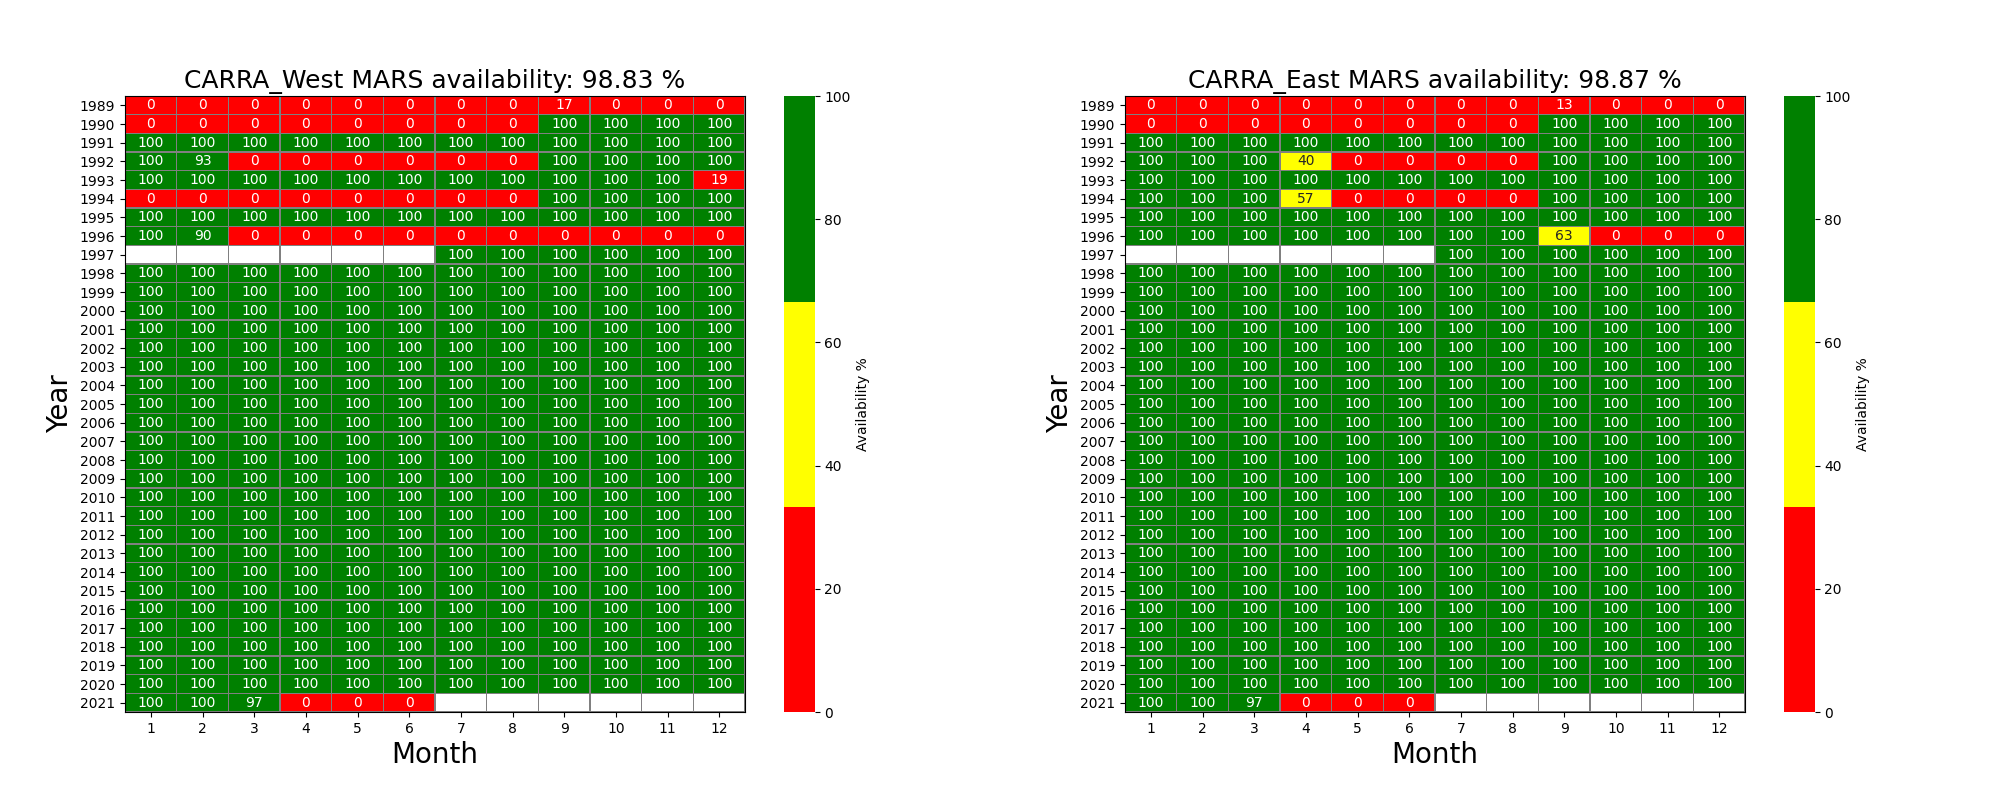 CARRA_West MARS availability: 98.83 %
1989 0 0 0 0 0 0 0 0 17 0 0 0
1990 0 0 0 0 0 0 0 0 100 100 100 100
1991 100 100 100 100 100 100 100 100 100 100 100 100
1992 100 93 0 0 0 0 0 0 100 100 100 100
1993 100 100 100 100 100 100 100 100 100 100 100 19
1994 0 0 0 0 0 0 0 0 100 100 100 100
1995 100 100 100 100 100 100 100 100 100 100 100 100
1996 100 90 0 0 0 0 0 0 0 0 0 0
1997 100 100 100 100 100 100
1998 100 100 100 100 100 100 100 100 100 100 100 100
1999 100 100 100 100 100 100 100 100 100 100 100 100
2000 100 100 100 100 100 100 100 100 100 100 100 100
2001 100 100 100 100 100 100 100 100 100 100 100 100
2002 100 100 100 100 100 100 100 100 100 100 100 100
2003 100 100 100 100 100 100 100 100 100 100 100 100
2004 100 100 100 100 100 100 100 100 100 100 100 100
2005 100 100 100 100 100 100 100 100 100 100 100 100
2006 100 100 100 100 100 100 100 100 100 100 100 100
2007 100 100 100 100 100 100 100 100 100 100 100 100
2008 100 100 100 100 100 100 100 100 100 100 100 100
2009 100 100 100 100 100 100 100 100 100 100 100 100
2010 100 100 100 100 100 100 100 100 100 100 100 100
2011 100 100 100 100 100 100 100 100 100 100 100 100
2012 100 100 100 100 100 100 100 100 100 100 100 100
2013 100 100 100 100 100 100 100 100 100 100 100 100
2014 100 100 100 100 100 100 100 100 100 100 100 100
2015 100 100 100 100 100 100 100 100 100 100 100 100
2016 100 100 100 100 100 100 100 100 100 100 100 100
2017 100 100 100 100 100 100 100 100 100 100 100 100
2018 100 100 100 100 100 100 100 100 100 100 100 100
2019 100 100 100 100 100 100 100 100 100 100 100 100
2020 100 100 100 100 100 100 100 100 100 100 100 100
2021 100 100 97 0 0 0
1 2 3 4 5 6 7 8 9 10 11 12
Month
Year
100
80
60
40
20
0
Availability %
CARRA_East MARS availability: 98.87 %
1989 0 0 0 0 0 0 0 0 13 0 0 0
1990 0 0 0 0 0 0 0 0 100 100 100 100
1991 100 100 100 100 100 100 100 100 100 100 100 100
1992 100 100 100 40 0 0 0 0 100 100 100 100
1993 100 100 100 100 100 100 100 100 100 100 100 100
1994 100 100 100 57 0 0 0 0 100 100 100 100
1995 100 100 100 100 100 100 100 100 100 100 100 100
1996 100 100 100 100 100 100 100 100 63 0 0 0
1997 100 100 100 100 100 100
1998 100 100 100 100 100 100 100 100 100 100 100 100
1999 100 100 100 100 100 100 100 100 100 100 100 100
2000 100 100 100 100 100 100 100 100 100 100 100 100
2001 100 100 100 100 100 100 100 100 100 100 100 100
2002 100 100 100 100 100 100 100 100 100 100 100 100
2003 100 100 100 100 100 100 100 100 100 100 100 100
2004 100 100 100 100 100 100 100 100 100 100 100 100
2005 100 100 100 100 100 100 100 100 100 100 100 100
2006 100 100 100 100 100 100 100 100 100 100 100 100
2007 100 100 100 100 100 100 100 100 100 100 100 100
2008 100 100 100 100 100 100 100 100 100 100 100 100
2009 100 100 100 100 100 100 100 100 100 100 100 100
2010 100 100 100 100 100 100 100 100 100 100 100 100
2011 100 100 100 100 100 100 100 100 100 100 100 100
2012 100 100 100 100 100 100 100 100 100 100 100 100
2013 100 100 100 100 100 100 100 100 100 100 100 100
2014 100 100 100 100 100 100 100 100 100 100 100 100
2015 100 100 100 100 100 100 100 100 100 100 100 100
2016 100 100 100 100 100 100 100 100 100 100 100 100
2017 100 100 100 100 100 100 100 100 100 100 100 100
2018 100 100 100 100 100 100 100 100 100 100 100 100
2019 100 100 100 100 100 100 100 100 100 100 100 100
2020 100 100 100 100 100 100 100 100 100 100 100 100
2021 100 100 97 0 0 0
1 2 3 4 5 6 7 8 9 10 11 12
Month
Year
100
80
60
40
20
0
Availability %